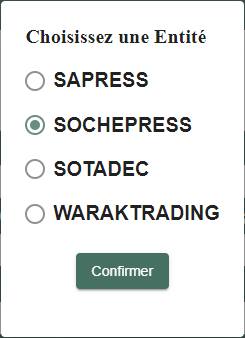 Choisissez une Entité
SAPRESS
SOCHEPRESS
SOTADEC
WARAKTRADING
Confirmer